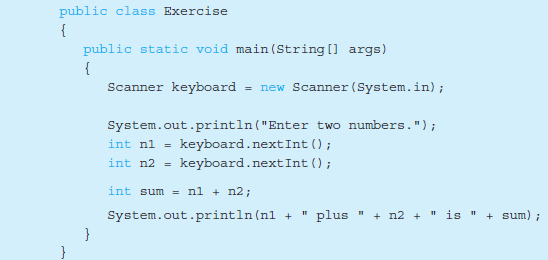 public class Exercise
{
public static void main(String[] args)
{
Scanner keyboard = new Scanner(System.in);
System.out.println("Enter two numbers.");
int n1 = keyboard.nextInt();
int n2 = keyboard.nextInt();
int sum = n1 + n2;
System.out.println(n1 + " plus " + n2 + " is " + sum);
}
}